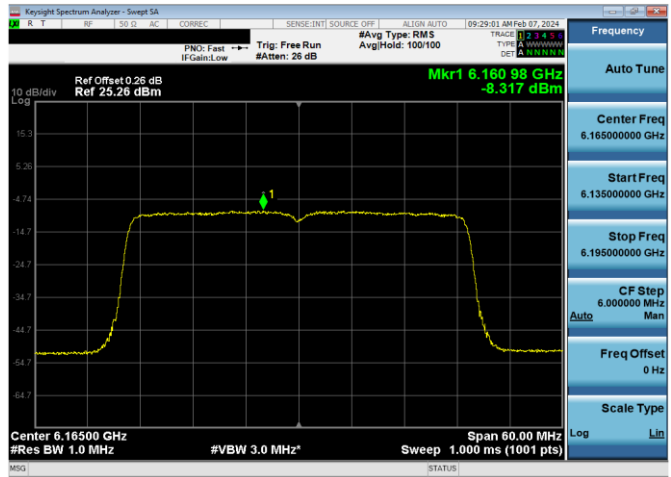 Keysight Spectrum Analyzer - Swept SA
R T RF 50 Ω AC CORREC SENSE:INT SOURCE OFF ALIGN AUTO 09:29:01 AM Feb 07, 2024
PNO: Fast
IFGain:Low
Trig: Free Run
#Atten: 26 dB
#Avg Type: RMS
Avg|Hold: 100/100
TRACE 1 2 3 4 5 6
TYPE A WWWWW
DET A NNNNN
Mkr1 6.160 98 GHz
-8.317 dBm
Ref Offset 0.26 dB
10 dB/div Ref 25.26 dBm
Log
15.3
5.26
-4.74
-14.7
-24.7
-34.7
-44.7
-54.7
-64.7
1
Center 6.16500 GHz Span 60.00 MHz
#Res BW 1.0 MHz #VBW 3.0 MHz* Sweep 1.000 ms (1001 pts)
MSG STATUS
Frequency
Auto Tune
Center Freq
6.165000000 GHz
Start Freq
6.135000000 GHz
Stop Freq
6.195000000 GHz
CF Step
6.000000 MHz
Auto Man
Freq Offset
0 Hz
Scale Type
Log Lin